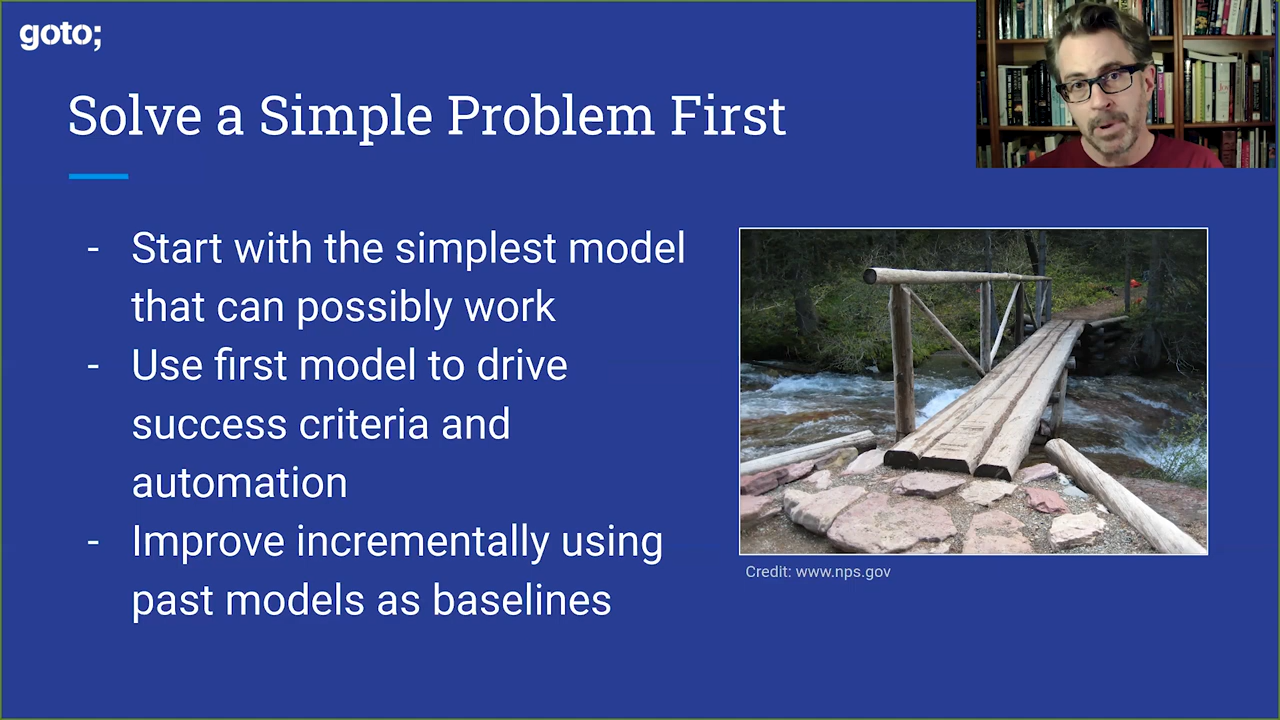 goto;
Solve a Simple Problem First
- Start with the simplest model
that can possibly work
- Use first model to drive
success criteria and
automation
- Improve incrementally using
past models as baselines
Credit: www.nps.gov